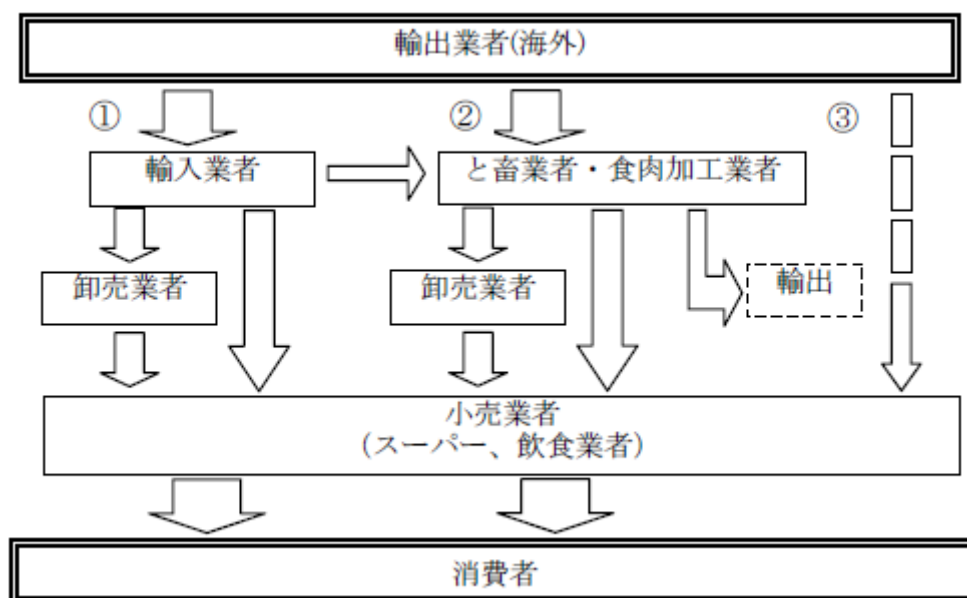 輸出業者(海外)
①
②
③
輸入業者
と畜業者・食肉加工業者
卸売業者
卸売業者
輸出
小売業者
(スーパー、飲食業者)
消費者